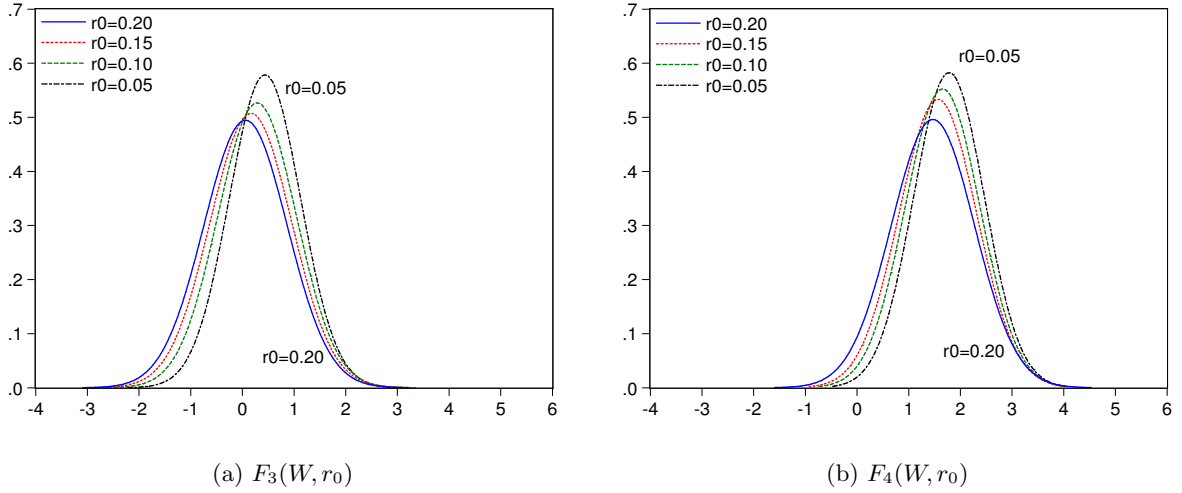 .7
.6
.5
.4
.3
.2
.1
.0
r0=0.20
r0=0.15
r0=0.10
r0=0.05
r0=0.05
r0=0.20
-4 -3 -2 -1 0 1 2 3 4 5 6
(a) F₃(W, r₀)
.7
.6
.5
.4
.3
.2
.1
.0
r0=0.20
r0=0.15
r0=0.10
r0=0.05
r0=0.05
r0=0.20
-4 -3 -2 -1 0 1 2 3 4 5 6
(b) F₄(W, r₀)